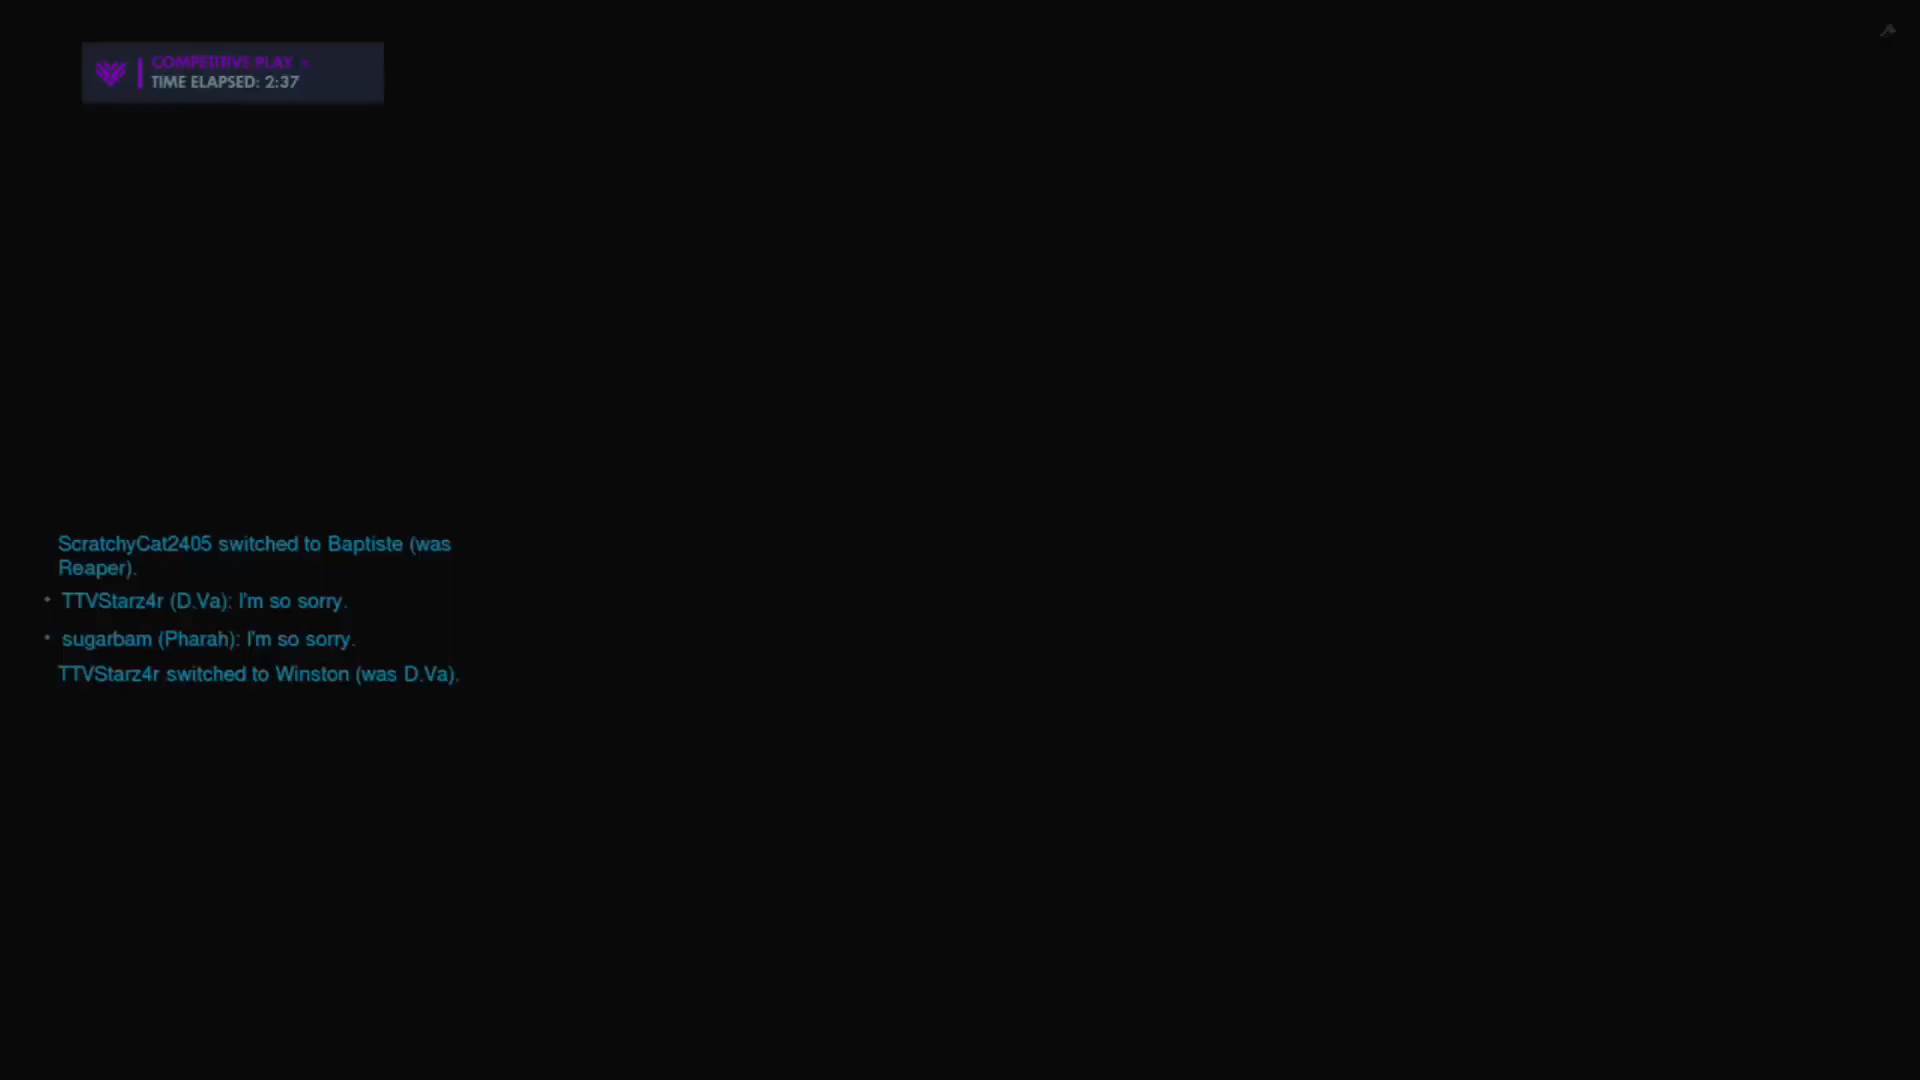 COMPETITIVE PLAY
TIME ELAPSED: 2:37
ScratchyCat2405 switched to Baptiste (was
Reaper).
TTVStarz4r (D.Va): I'm so sorry.
sugarbam (Pharah): I'm so sorry.
TTVStarz4r switched to Winston (was D.Va).